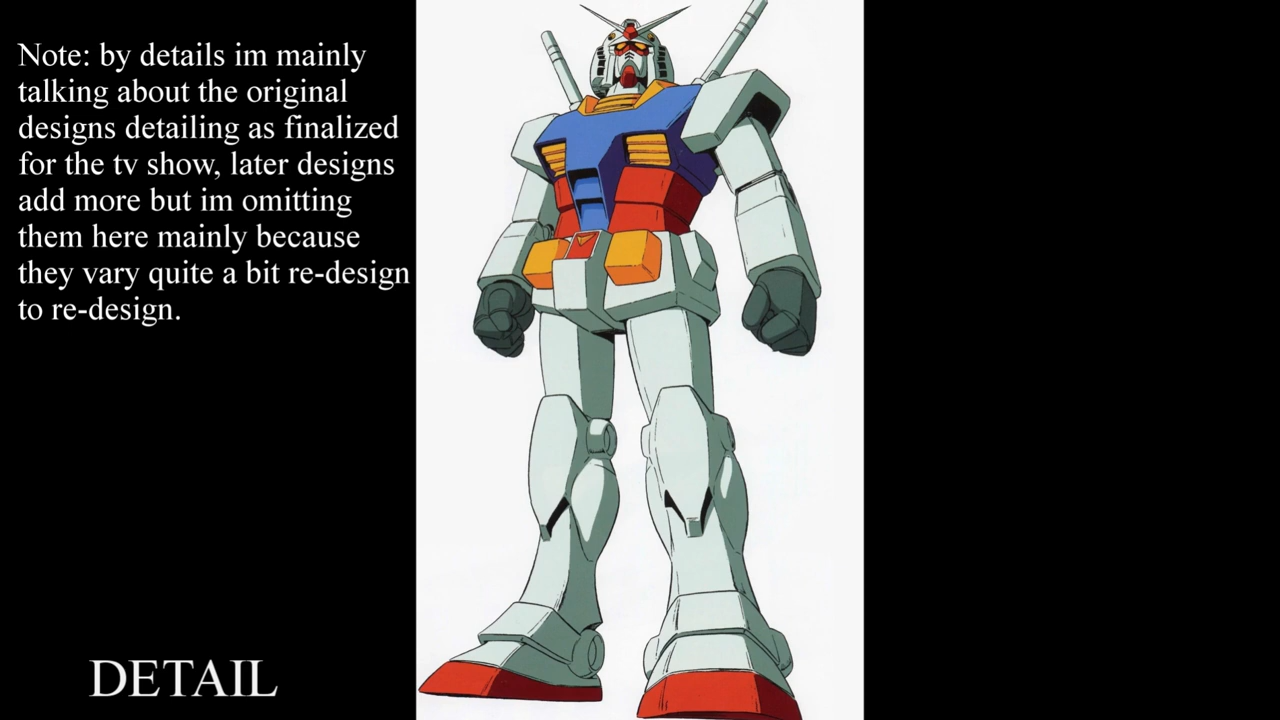 Note: by details im mainly
talking about the original
designs detailing as finalized
for the tv show, later designs
add more but im omitting
them here mainly because
they vary quite a bit re-design
to re-design.
DETAIL